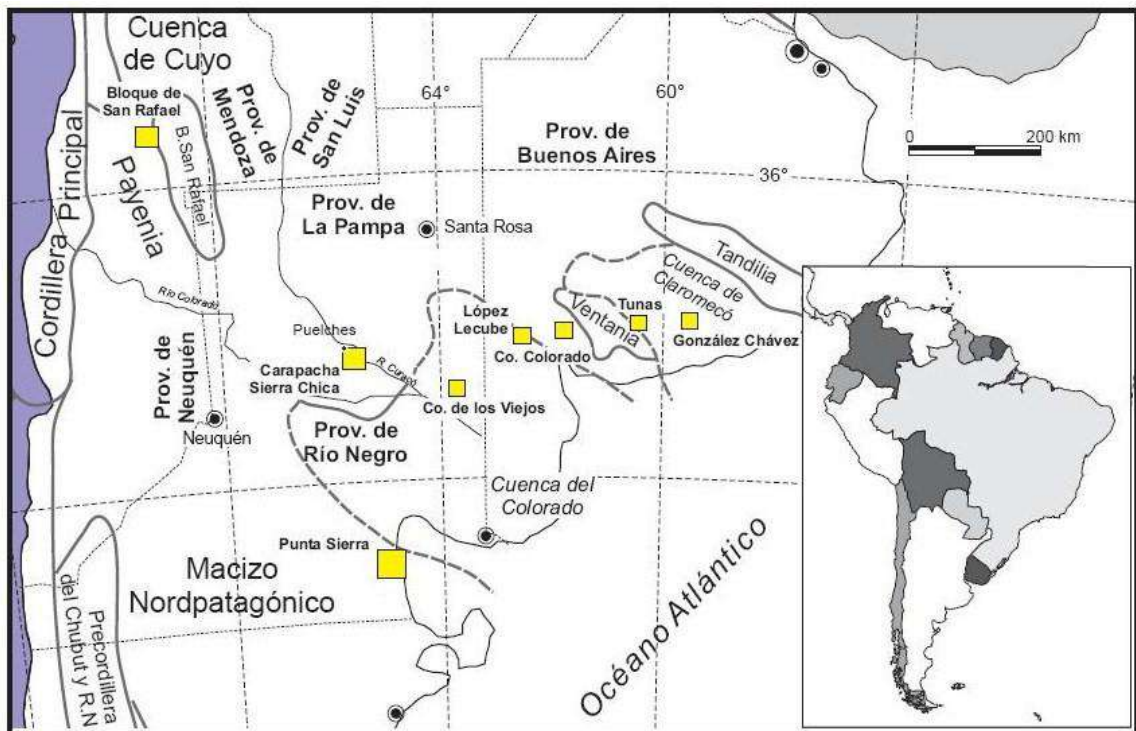 Cuenca
de Cuyo
Bloque de
San Rafael
B. San Rafael
Prov. de
Mendoza
Prov. de
San Luis
64°
60°
0
200 km
Prov. de
Buenos Aires
36°
Cordillera Principal
Payenia
Prov. de
La Pampa
Santa Rosa
Río Colorado
Tandilia
Cuenca de
Claromecó
López
Lecube
Ventania
Tunas
Puelches
Co. Colorado
González Chávez
R. Curacó
Carapacha
Sierra Chica
Prov. de
Neuquén
Co. de los Viejos
Neuquén
Prov. de
Río Negro
Cuenca del
Colorado
Punta Sierra
Macizo
Nordpatagónico
Océano Atlántico
Precordillera
del Chubut y R.N